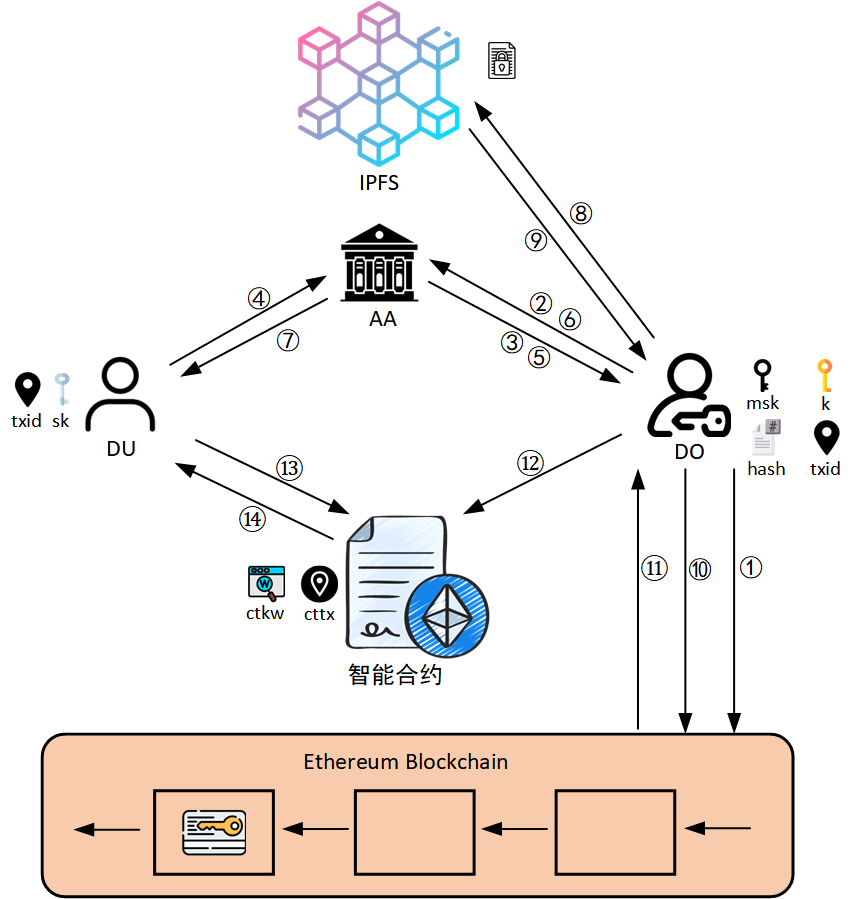 IPFS
⑧
⑨
AA
④
⑦
②
⑥
③
⑤
txid
sk
DU
DO
msk
k
#
hash
txid
⑬
⑭
⑫
W
ctkw
cttx
智能合约
⑪
⑩
①
Ethereum Blockchain